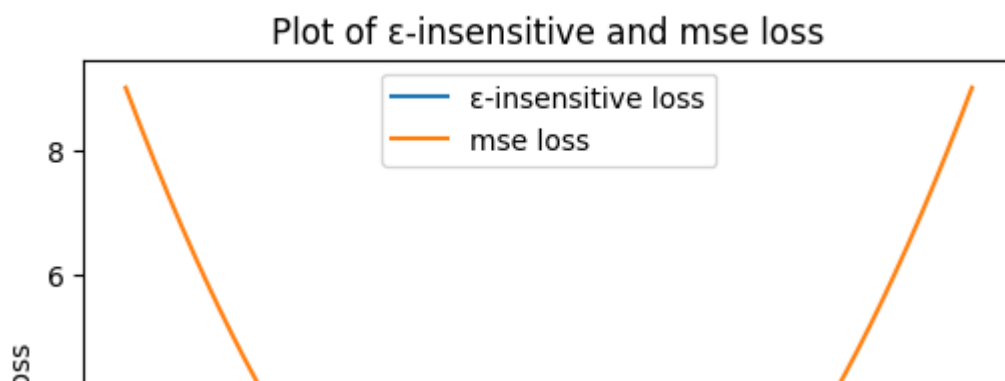 Plot of ε-insensitive and mse loss
ε-insensitive loss
mse loss
8
6